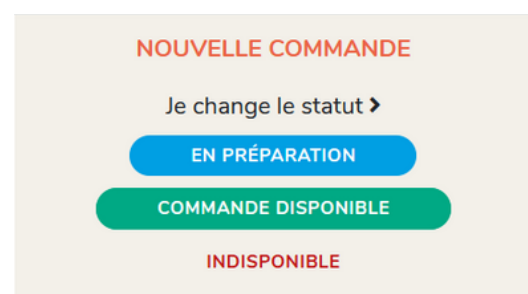 NOUVELLE COMMANDE
Je change le statut >
EN PRÉPARATION
COMMANDE DISPONIBLE
INDISPONIBLE